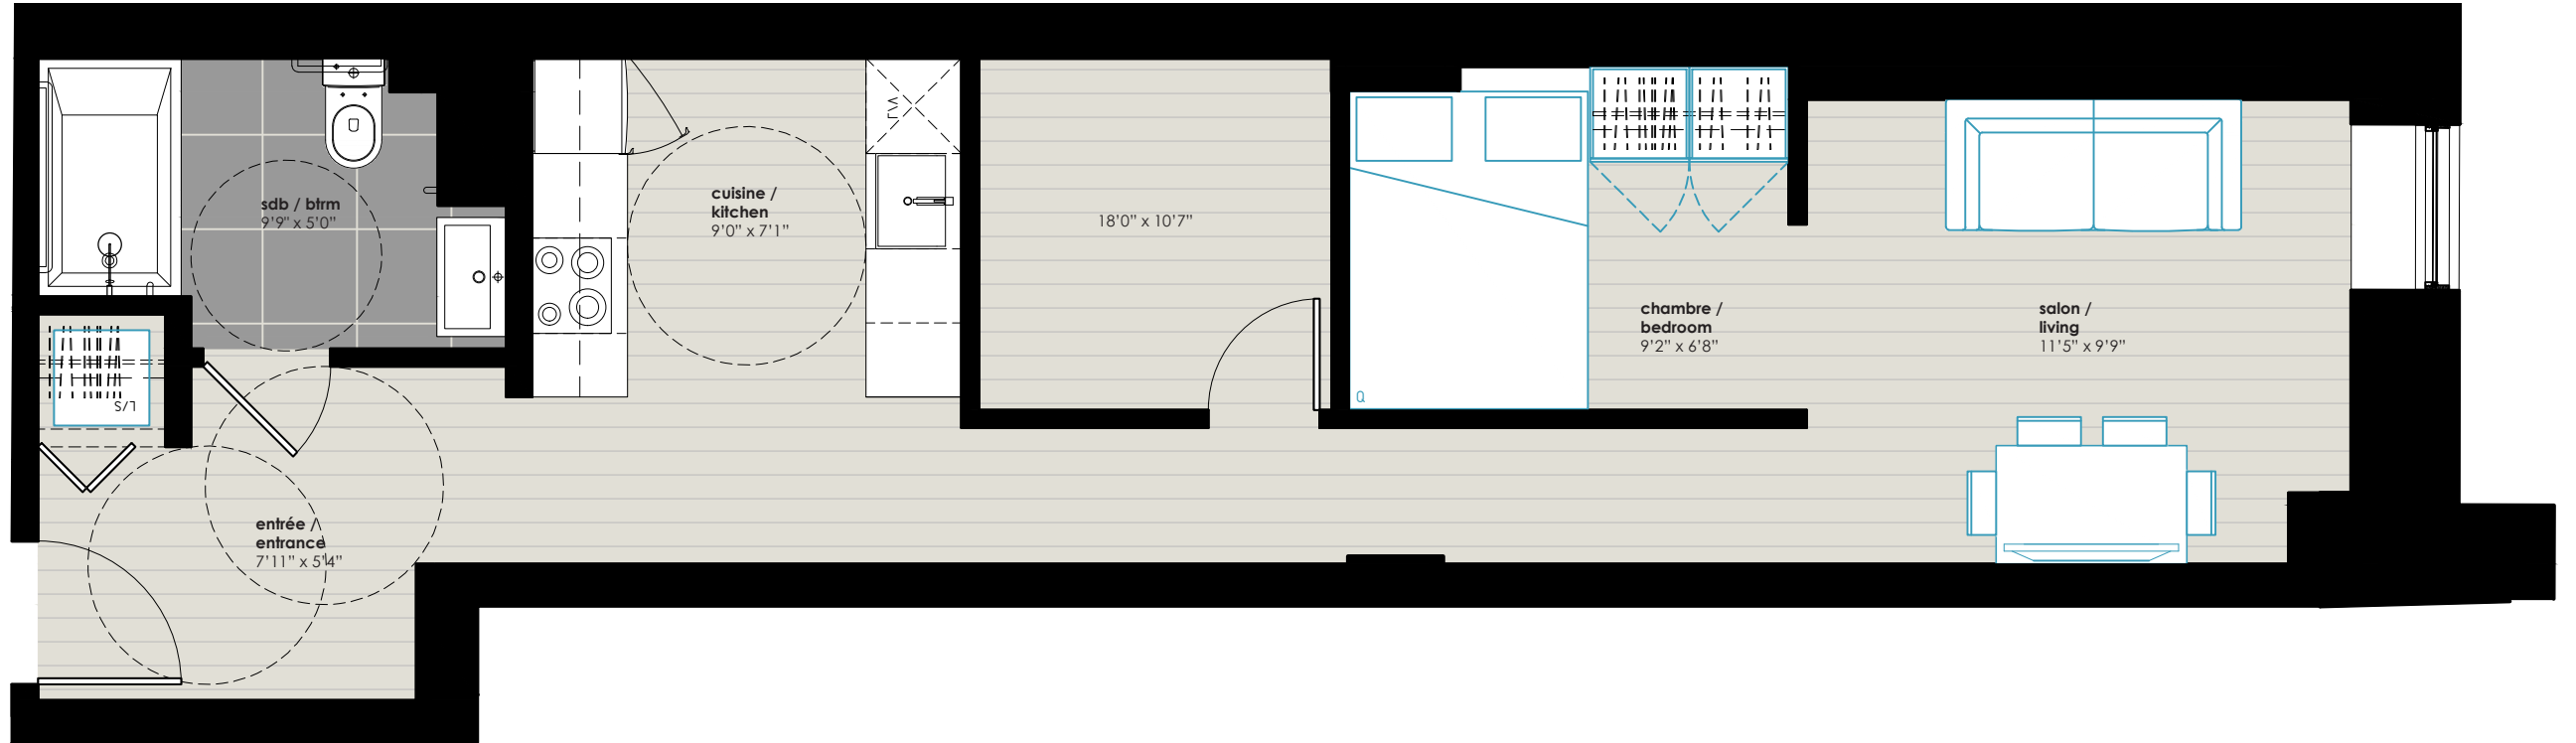 sdb / btrm
9'9" x 5'0"
cuisine /
kitchen
9'0" x 7'1"
LV
18'0" x 10'7"
chambre /
bedroom
9'2" x 6'8"
salon /
living
11'5" x 9'9"
L/S
Q
entrée /
entrance
7'11" x 5'4"